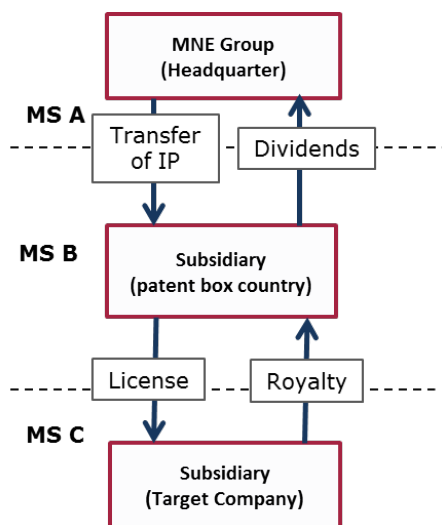 MNE Group
(Headquarter)
MS A
Transfer
of IP
Dividends
MS B
Subsidiary
(patent box country)
License
Royalty
MS C
Subsidiary
(Target Company)